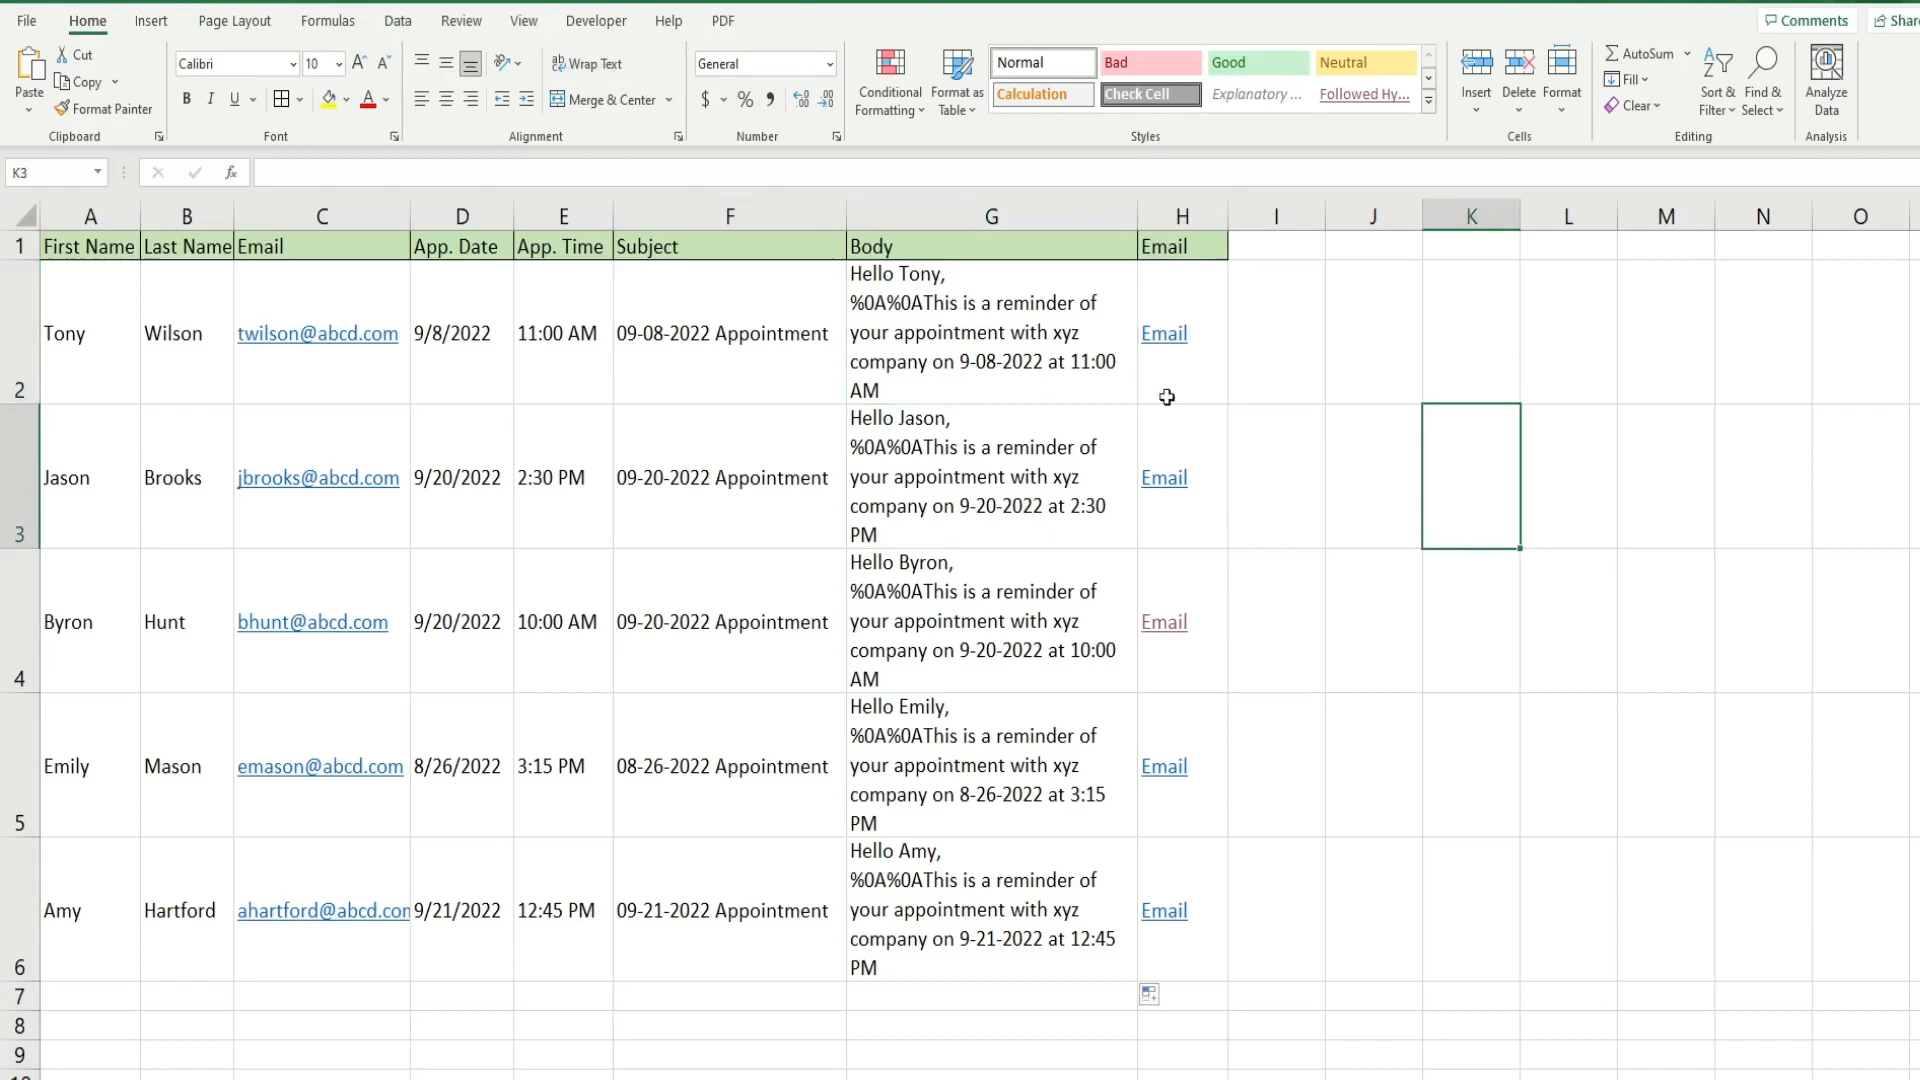 File Home Insert Page Layout Formulas Data Review View Developer Help PDF Comments
Cut
Copy
Format Painter
Paste
Clipboard
Calibri 10
B I U
Font
Wrap Text
Merge & Center
Alignment
General
$ % ,
Number
Conditional
Formatting
Format as
Table
Normal Bad Good Neutral
Calculation Check Cell Explanatory ... Followed Hy...
Styles
Insert Delete Format
Cells
AutoSum
Fill
Clear
Sort &
Filter
Find &
Select
Editing
Analyze
Data
Analysis
K3 fx
A B C D E F G H I J K L M N O
1 First Name Last Name Email App. Date App. Time Subject Body Email
2 Tony Wilson twilson@abcd.com 9/8/2022 11:00 AM 09-08-2022 Appointment
Hello Tony,
%0A%0AThis is a reminder of
your appointment with xyz
company on 9-08-2022 at 11:00
AM
Email
3 Jason Brooks jbrooks@abcd.com 9/20/2022 2:30 PM 09-20-2022 Appointment
Hello Jason,
%0A%0AThis is a reminder of
your appointment with xyz
company on 9-20-2022 at 2:30
PM
Email
4 Byron Hunt bhunt@abcd.com 9/20/2022 10:00 AM 09-20-2022 Appointment
Hello Byron,
%0A%0AThis is a reminder of
your appointment with xyz
company on 9-20-2022 at 10:00
AM
Email
5 Emily Mason emason@abcd.com 8/26/2022 3:15 PM 08-26-2022 Appointment
Hello Emily,
%0A%0AThis is a reminder of
your appointment with xyz
company on 8-26-2022 at 3:15
PM
Email
6 Amy Hartford 9/21/2022 12:45 PM 09-21-2022 Appointment
Hello Amy,
%0A%0AThis is a reminder of
your appointment with xyz
company on 9-21-2022 at 12:45
PM
Email
7
8
9